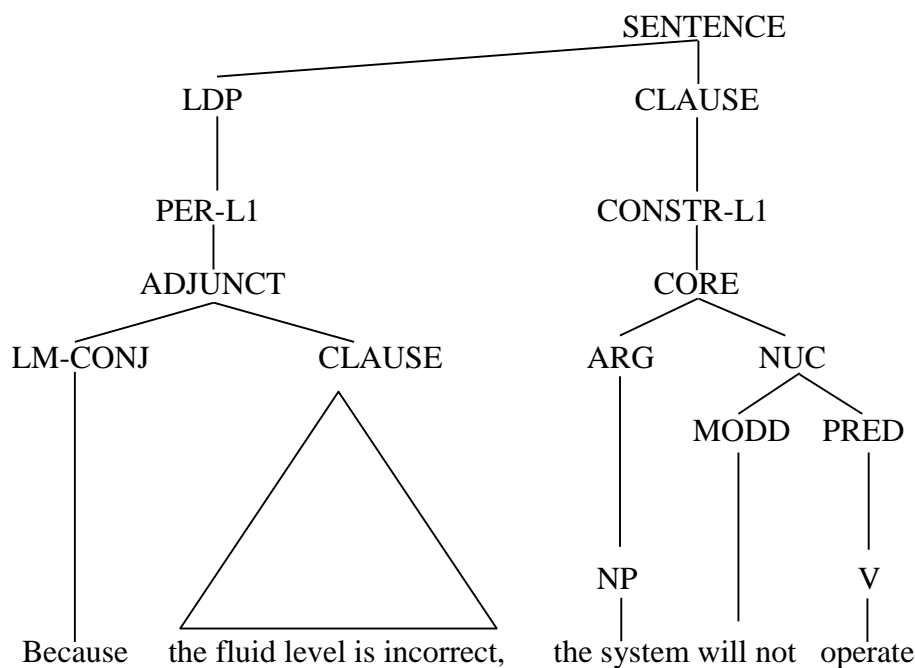 SENTENCE
LDP CLAUSE
PER-L1 CONSTR-L1
ADJUNCT CORE
LM-CONJ CLAUSE ARG NUC
MODD PRED
NP V
Because the fluid level is incorrect, the system will not operate